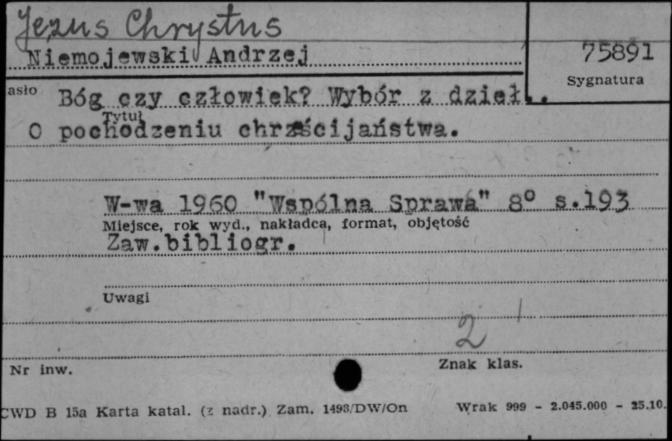 Jezus Chrystus
Niemojewski Andrzej
75891
Sygnatura
asło Bóg czy człowiek? Wybór z dzieł..
Tytuł
O pochodzeniu chrześcijaństwa.
W-wa 1960 "Wspólna Sprawa" 8° s.193
Miejsce, rok wyd., nakładca, format, objętość
Zaw.bibliogr.
Uwagi
2
Nr inw.
Znak klas.
CWD B 15a Karta katal. (z nadr.) Zam. 1493/DW/On
Wrak 999 - 2.045.000 - 25.10.